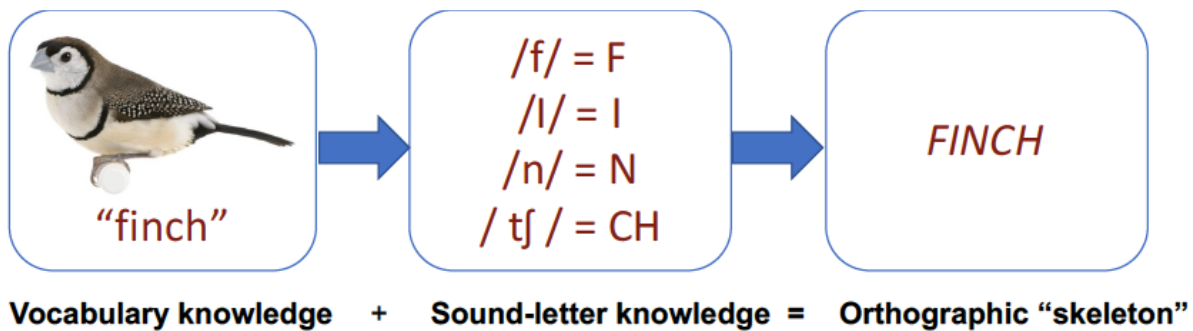 “finch”
/f/ = F
/I/ = I
/n/ = N
/ tʃ / = CH
FINCH
Vocabulary knowledge + Sound-letter knowledge = Orthographic “skeleton”